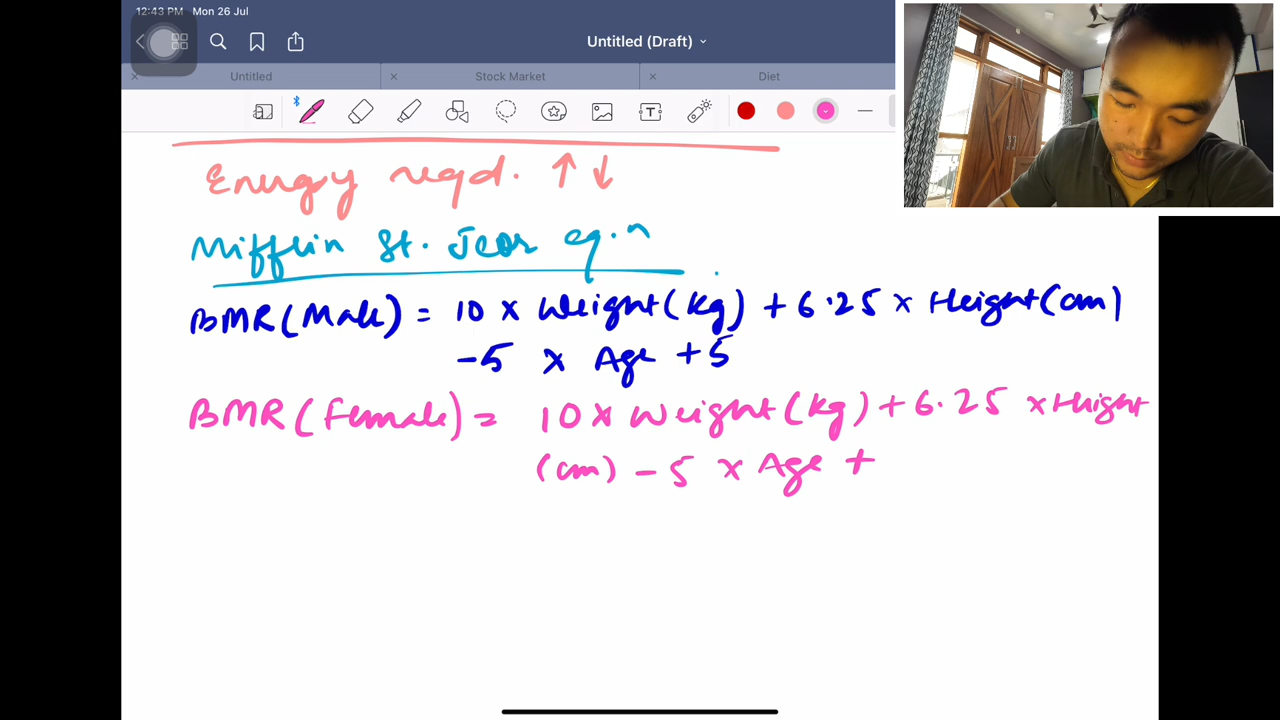 12:43 PM Mon 26 Jul
Untitled (Draft)
Untitled
Stock Market
Diet
Energy reqd. ↑↓
Mifflin St. Jeor eq.n
BMR(Male) = 10 x Weight(kg) + 6.25 x Height(cm)
-5 x Age +5
BMR(Female) = 10 x Weight(kg) + 6.25 x Height
(cm) - 5 x Age +